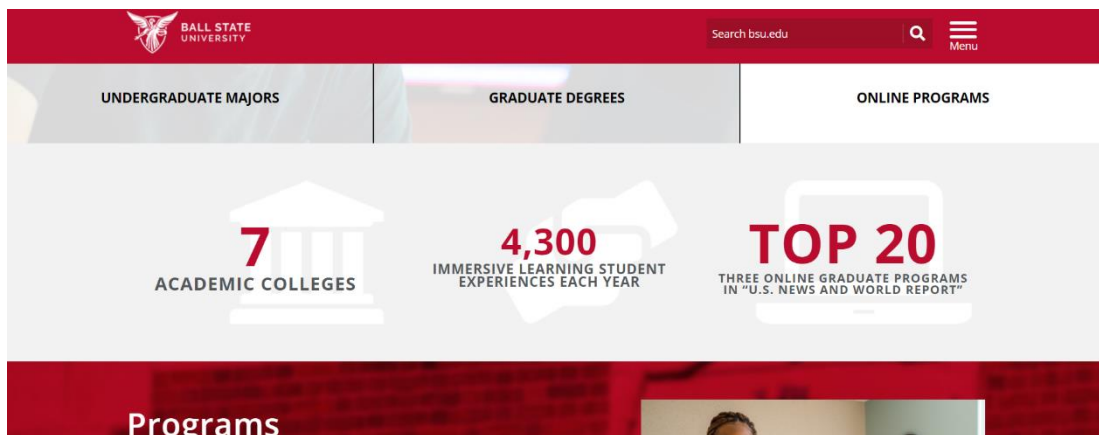 BALL STATE
UNIVERSITY
Search bsu.edu
Menu
UNDERGRADUATE MAJORS
GRADUATE DEGREES
ONLINE PROGRAMS
7
ACADEMIC COLLEGES
4,300
IMMERSIVE LEARNING STUDENT
EXPERIENCES EACH YEAR
TOP 20
THREE ONLINE GRADUATE PROGRAMS
IN "U.S. NEWS AND WORLD REPORT"
Programs